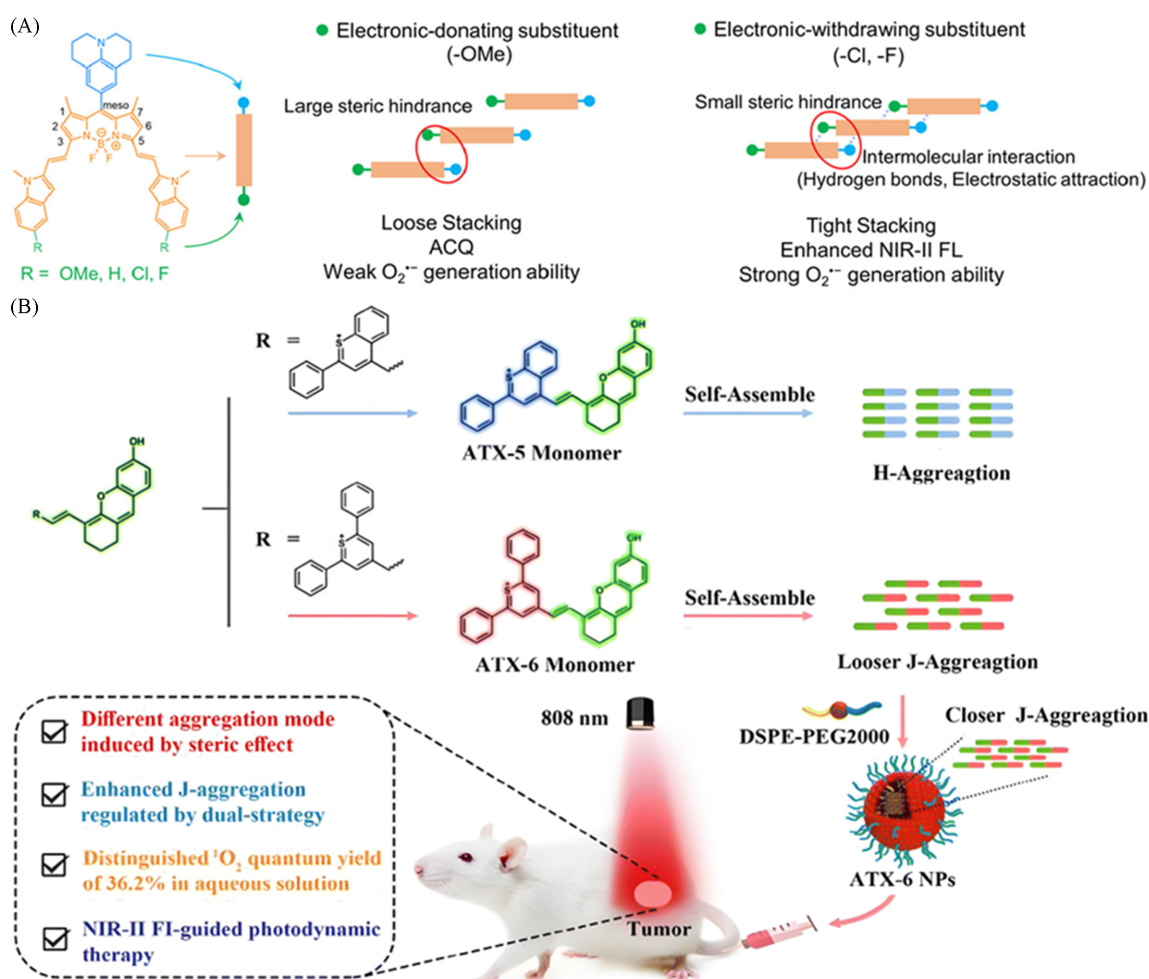 (A)
N
meso
1
7
2
6
3
5
N
N
B
F
F
N
N
R
R
R = OMe, H, Cl, F
Electronic-donating substituent
(-OMe)
Large steric hindrance
Loose Stacking
ACQ
Weak O₂•− generation ability
Electronic-withdrawing substituent
(-Cl, -F)
Small steric hindrance
Intermolecular interaction
(Hydrogen bonds, Electrostatic attraction)
Tight Stacking
Enhanced NIR-II FL
Strong O₂•− generation ability
(B)
OH
O
R
R =
S+
OH
O
S+
ATX-5 Monomer
Self-Assemble
H-Aggreagtion
R =
S+
OH
O
S+
ATX-6 Monomer
Self-Assemble
Looser J-Aggreagtion
DSPE-PEG2000
Closer J-Aggreagtion
ATX-6 NPs
808 nm
Tumor
Different aggregation mode
induced by steric effect
Enhanced J-aggregation
regulated by dual-strategy
Distinguished ¹O₂ quantum yield
of 36.2% in aqueous solution
NIR-II FI-guided photodynamic
therapy